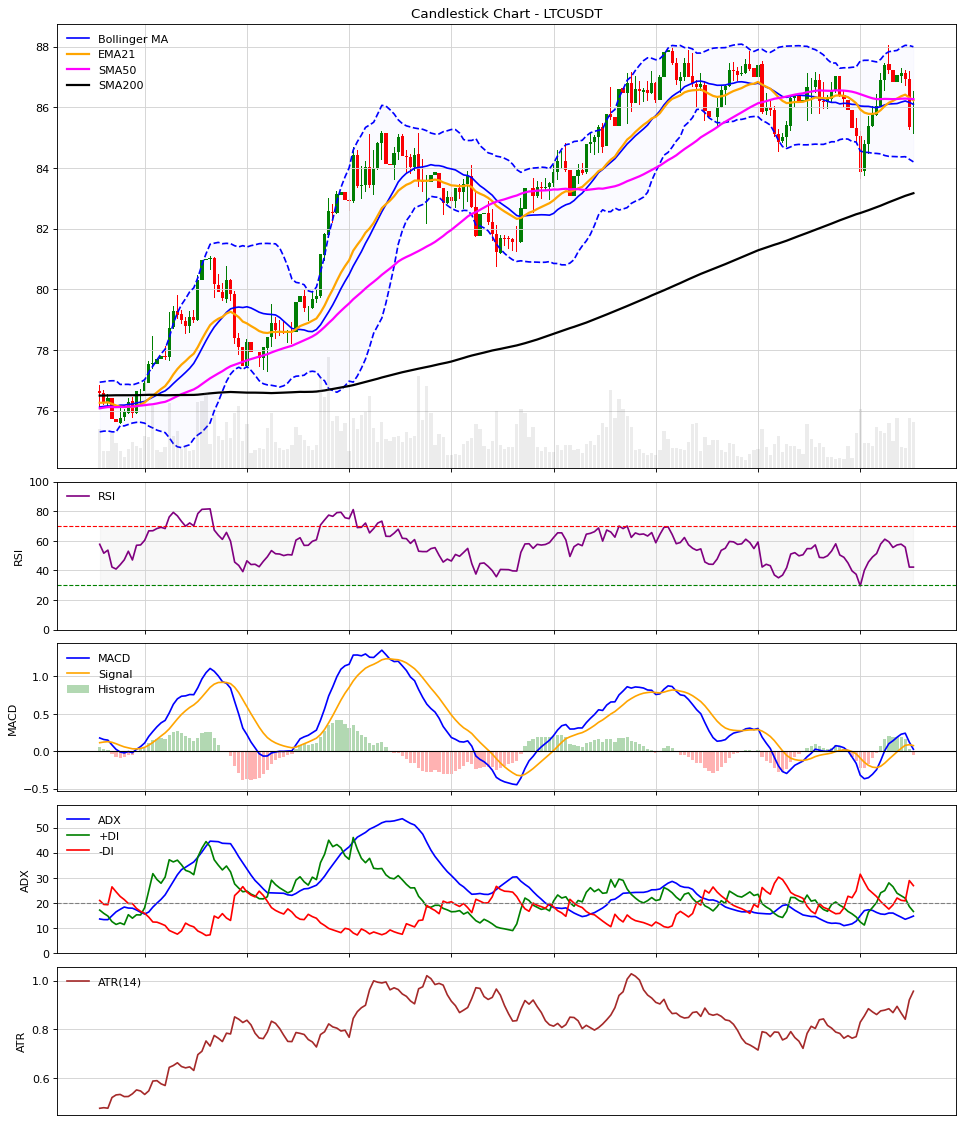 Candlestick Chart - LTCUSDT
Bollinger MA
EMA21
SMA50
SMA200
88
86
84
82
80
78
76
RSI
RSI
100
80
60
40
20
0
MACD
Signal
Histogram
MACD
1.0
0.5
0.0
−0.5
ADX
+DI
-DI
ADX
50
40
30
20
10
0
ATR(14)
ATR
1.0
0.8
0.6